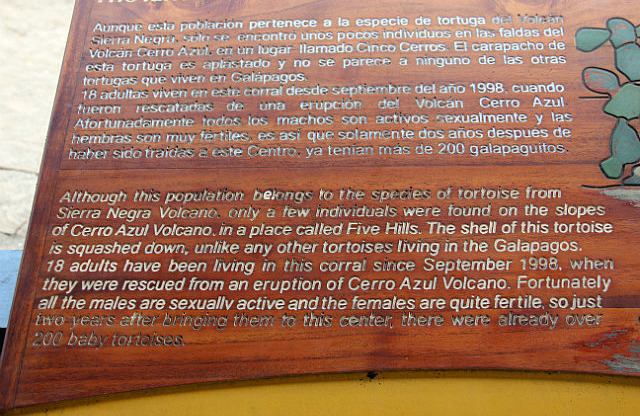 Aunque esta población pertenece a la especie de tortuga del Volcán
Sierra Negra, sólo se encontró unos pocos individuos en las faldas del
Volcán Cerro Azul, en un lugar llamado Cinco Cerros. El carapacho de
esta tortuga es aplastado y no se parece a ninguno de las otras
tortugas que viven en Galápagos.
18 adultas viven en este corral desde septiembre del año 1998, cuando
fueron rescatadas de una erupción del Volcán Cerro Azul.
Afortunadamente todos los machos son activos sexualmente y las
hembras son muy fértiles, es así que solamente dos años después de
haber sido traídas a este Centro, ya tenían más de 200 galapaguitos.
Although this population belongs to the species of tortoise from
Sierra Negra Volcano, only a few individuals were found on the slopes
of Cerro Azul Volcano, in a place called Five Hills. The shell of this tortoise
is squashed down, unlike any other tortoises living in the Galapagos.
18 adults have been living in this corral since September 1998, when
they were rescued from an eruption of Cerro Azul Volcano. Fortunately
all the males are sexually active and the females are quite fertile, so just
two years after bringing them to this center, there were already over
200 baby tortoises.